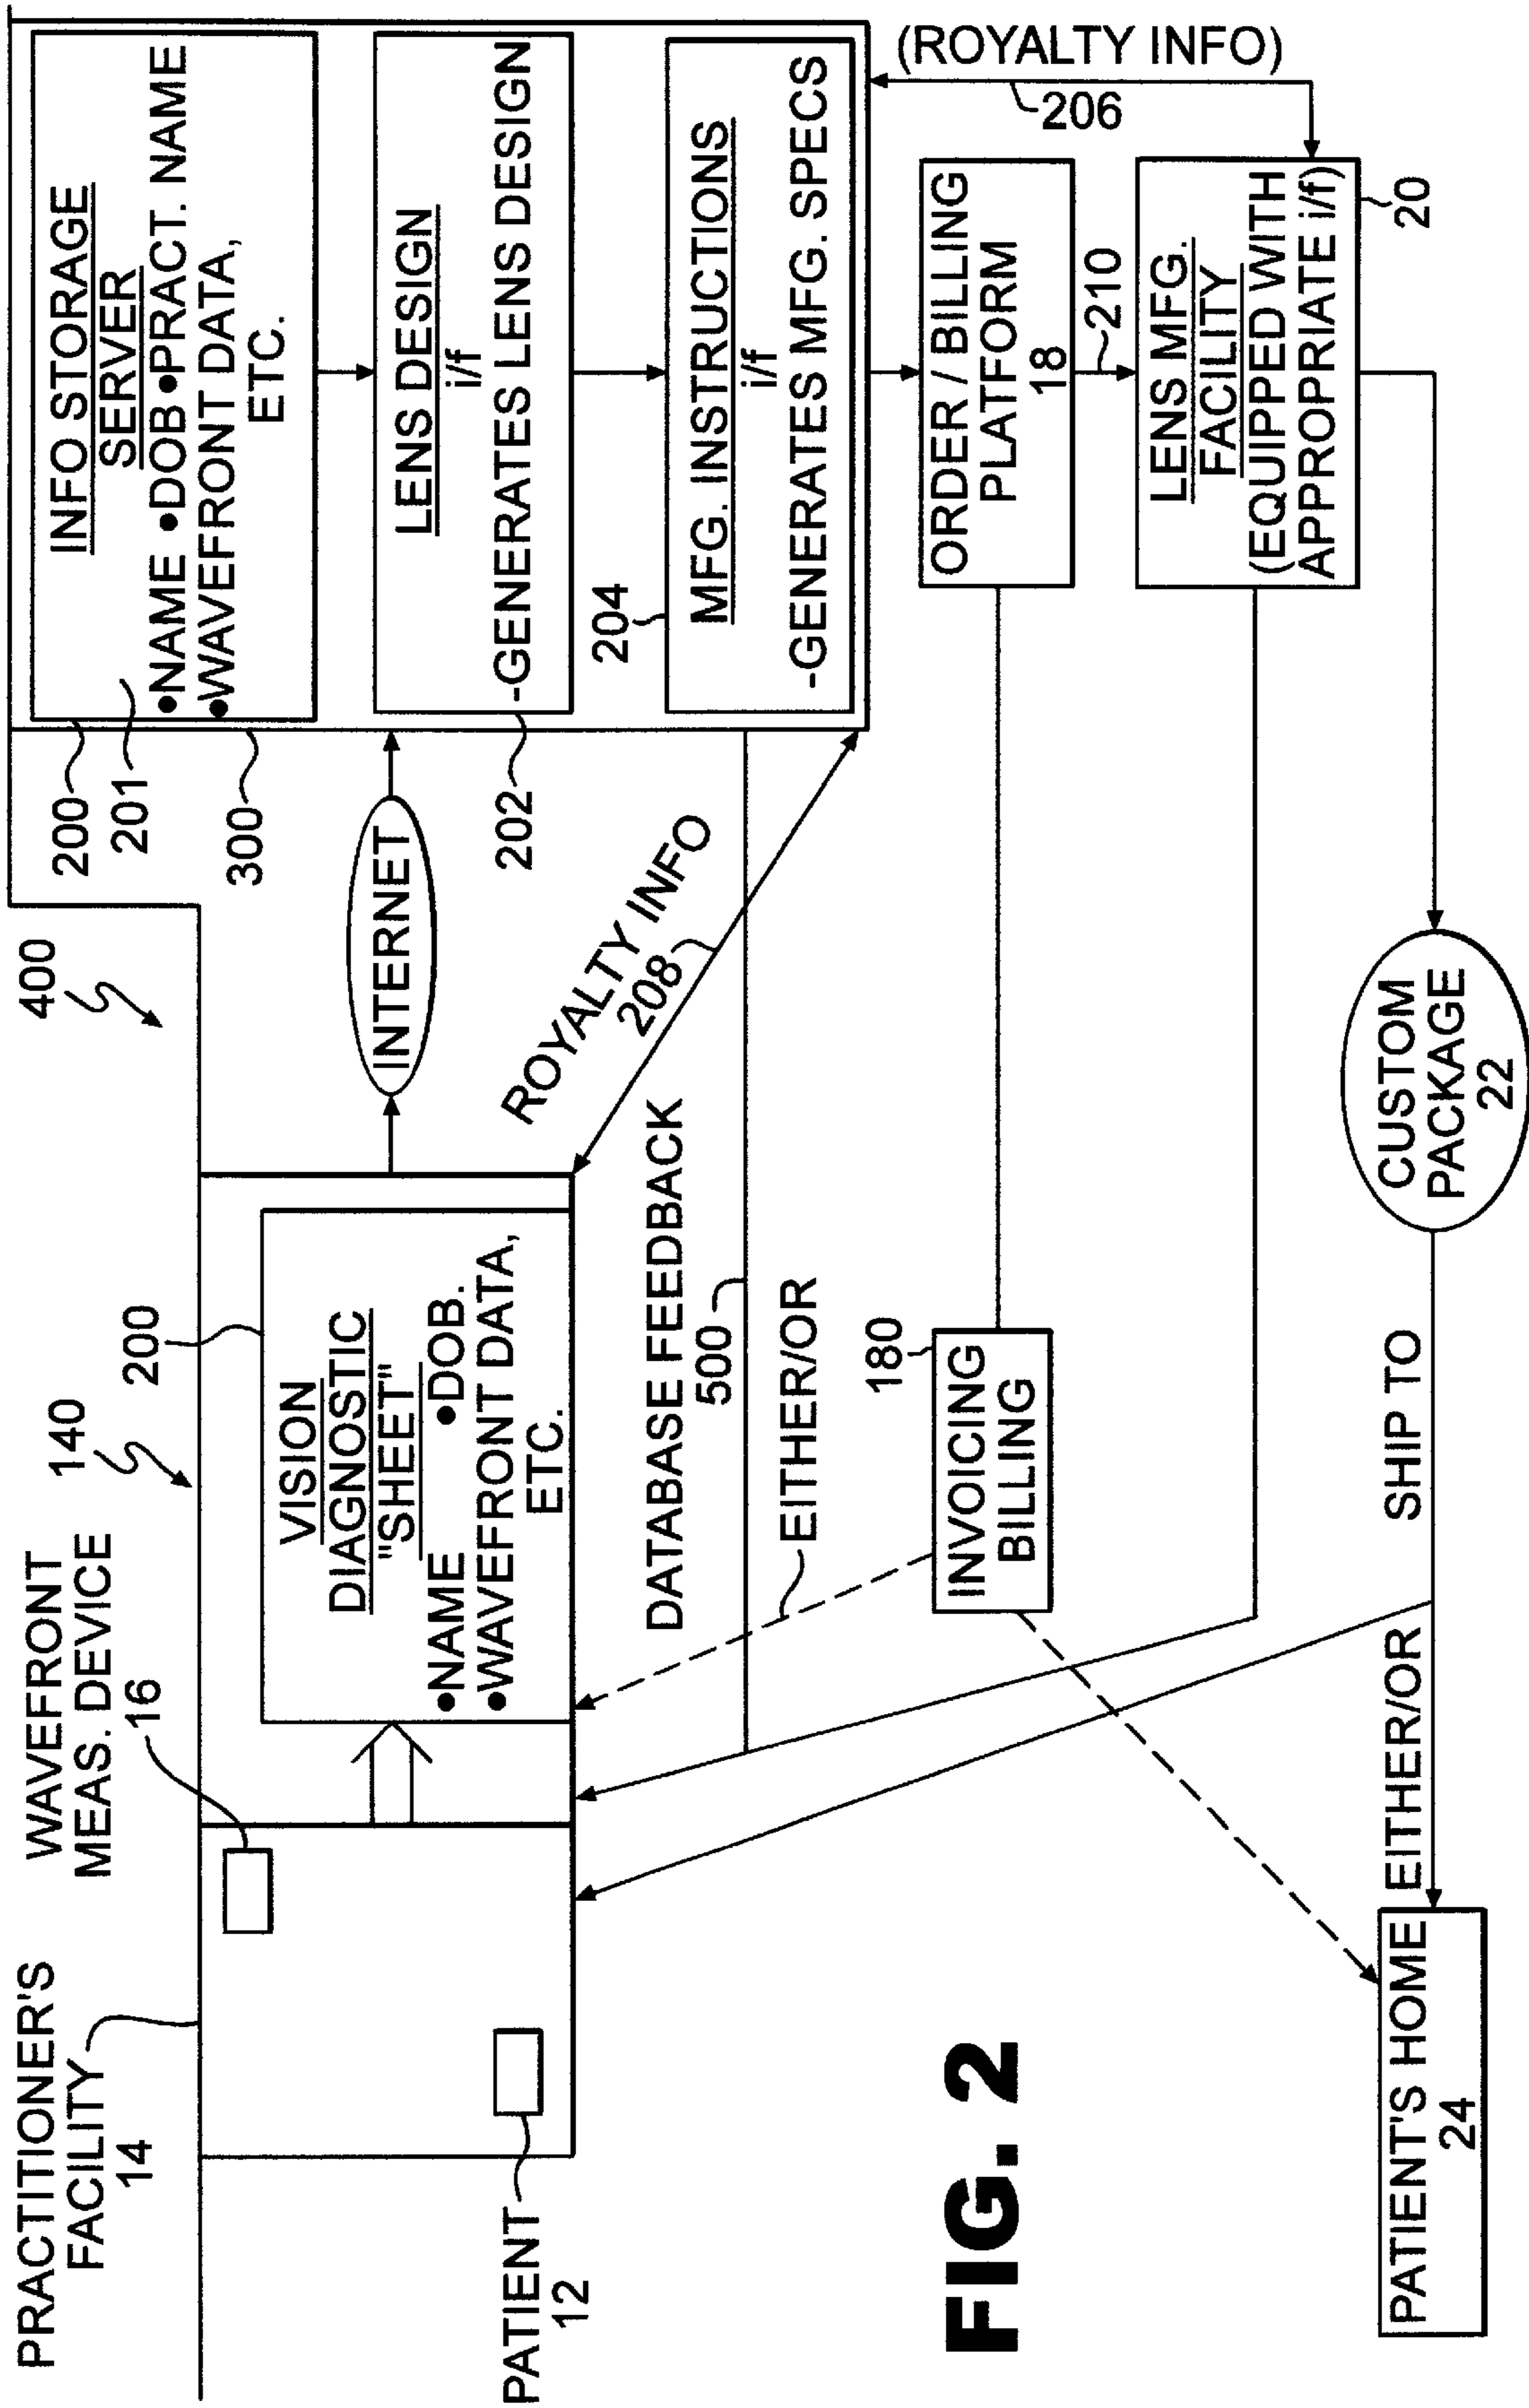 PRACTITIONER'S
FACILITY
14
WAVEFRONT
MEAS. DEVICE
16
140
400
PATIENT
12
200
VISION
DIAGNOSTIC
"SHEET"
•NAME •DOB.
•WAVEFRONT DATA,
ETC.
INTERNET
200
201
300
INFO STORAGE
SERVER
•NAME •DOB •PRACT. NAME
•WAVEFRONT DATA,
ETC.
LENS DESIGN
i/f
-GENERATES LENS DESIGN
202
204
MFG. INSTRUCTIONS
i/f
-GENERATES MFG. SPECS
ROYALTY INFO
208
DATABASE FEEDBACK
500
EITHER/OR
(ROYALTY INFO)
206
180
INVOICING
BILLING
ORDER / BILLING
PLATFORM
18
210
LENS MFG.
FACILITY
(EQUIPPED WITH
APPROPRIATE i/f)
20
CUSTOM
PACKAGE
22
SHIP TO
EITHER/OR
PATIENT'S HOME
24
FIG. 2